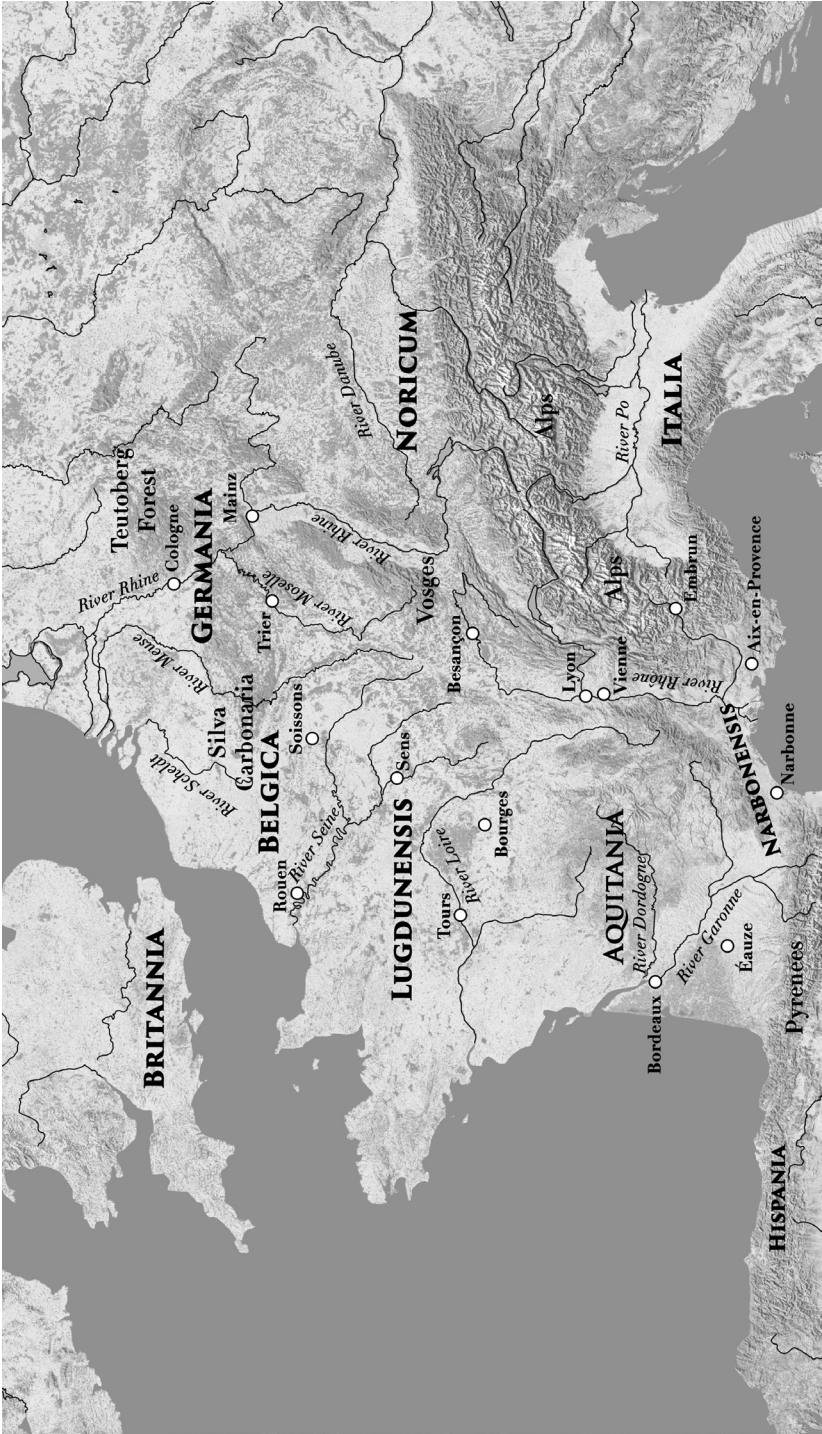 BRITANNIA
River Rhine
Teutoberg
Forest
Cologne
River Meuse
GERMANIA
River Scheldt
Silva
Carbonaria
Mainz
BELGICA
Trier
Rouen
Soissons
River Seine
River Moselle
River Rhine
River Danube
LUGDUNENSIS
Sens
NORICUM
Vosges
Tours
River Loire
Besançon
Bourges
Alps
Lyon
Vienne
AQUITANIA
River Dordogne
Alps
River Po
Bordeaux
River Rhône
ITALIA
Embrun
River Garonne
Éauze
NARBONENSIS
Aix-en-Provence
HISPANIA
Pyrenees
Narbonne